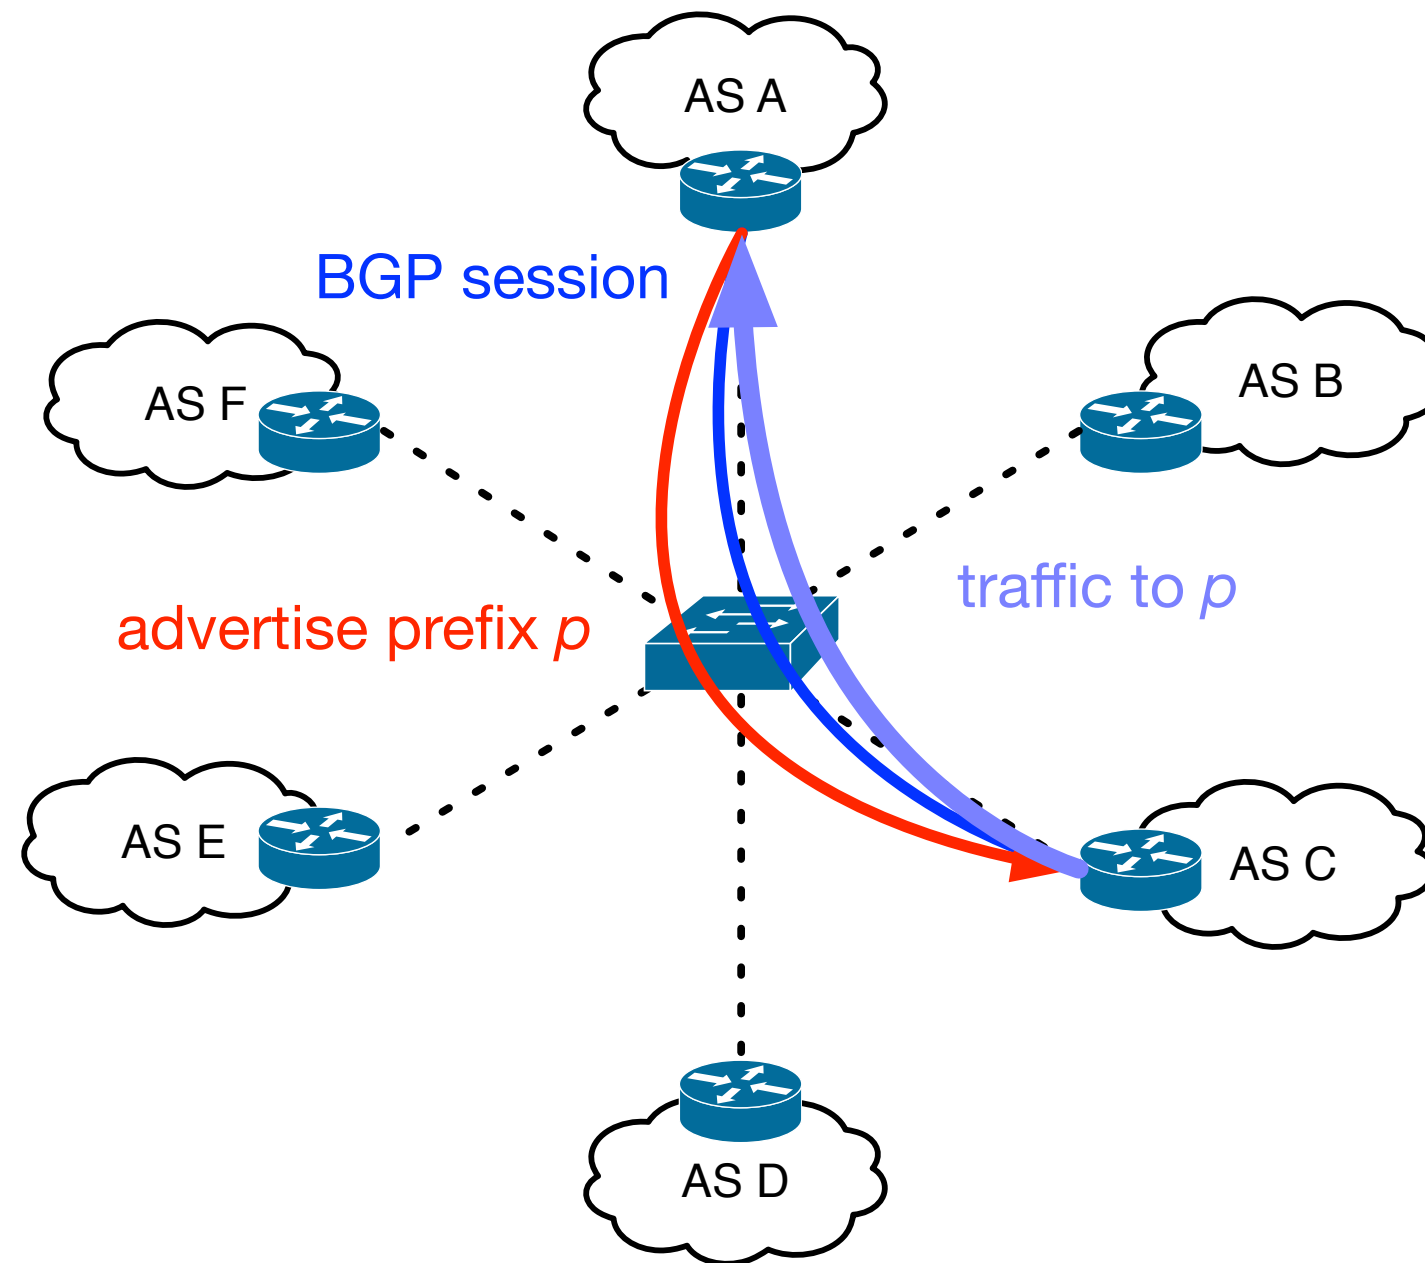 AS A
BGP session
AS F
AS B
traffic to p
advertise prefix p
AS E
AS C
AS D